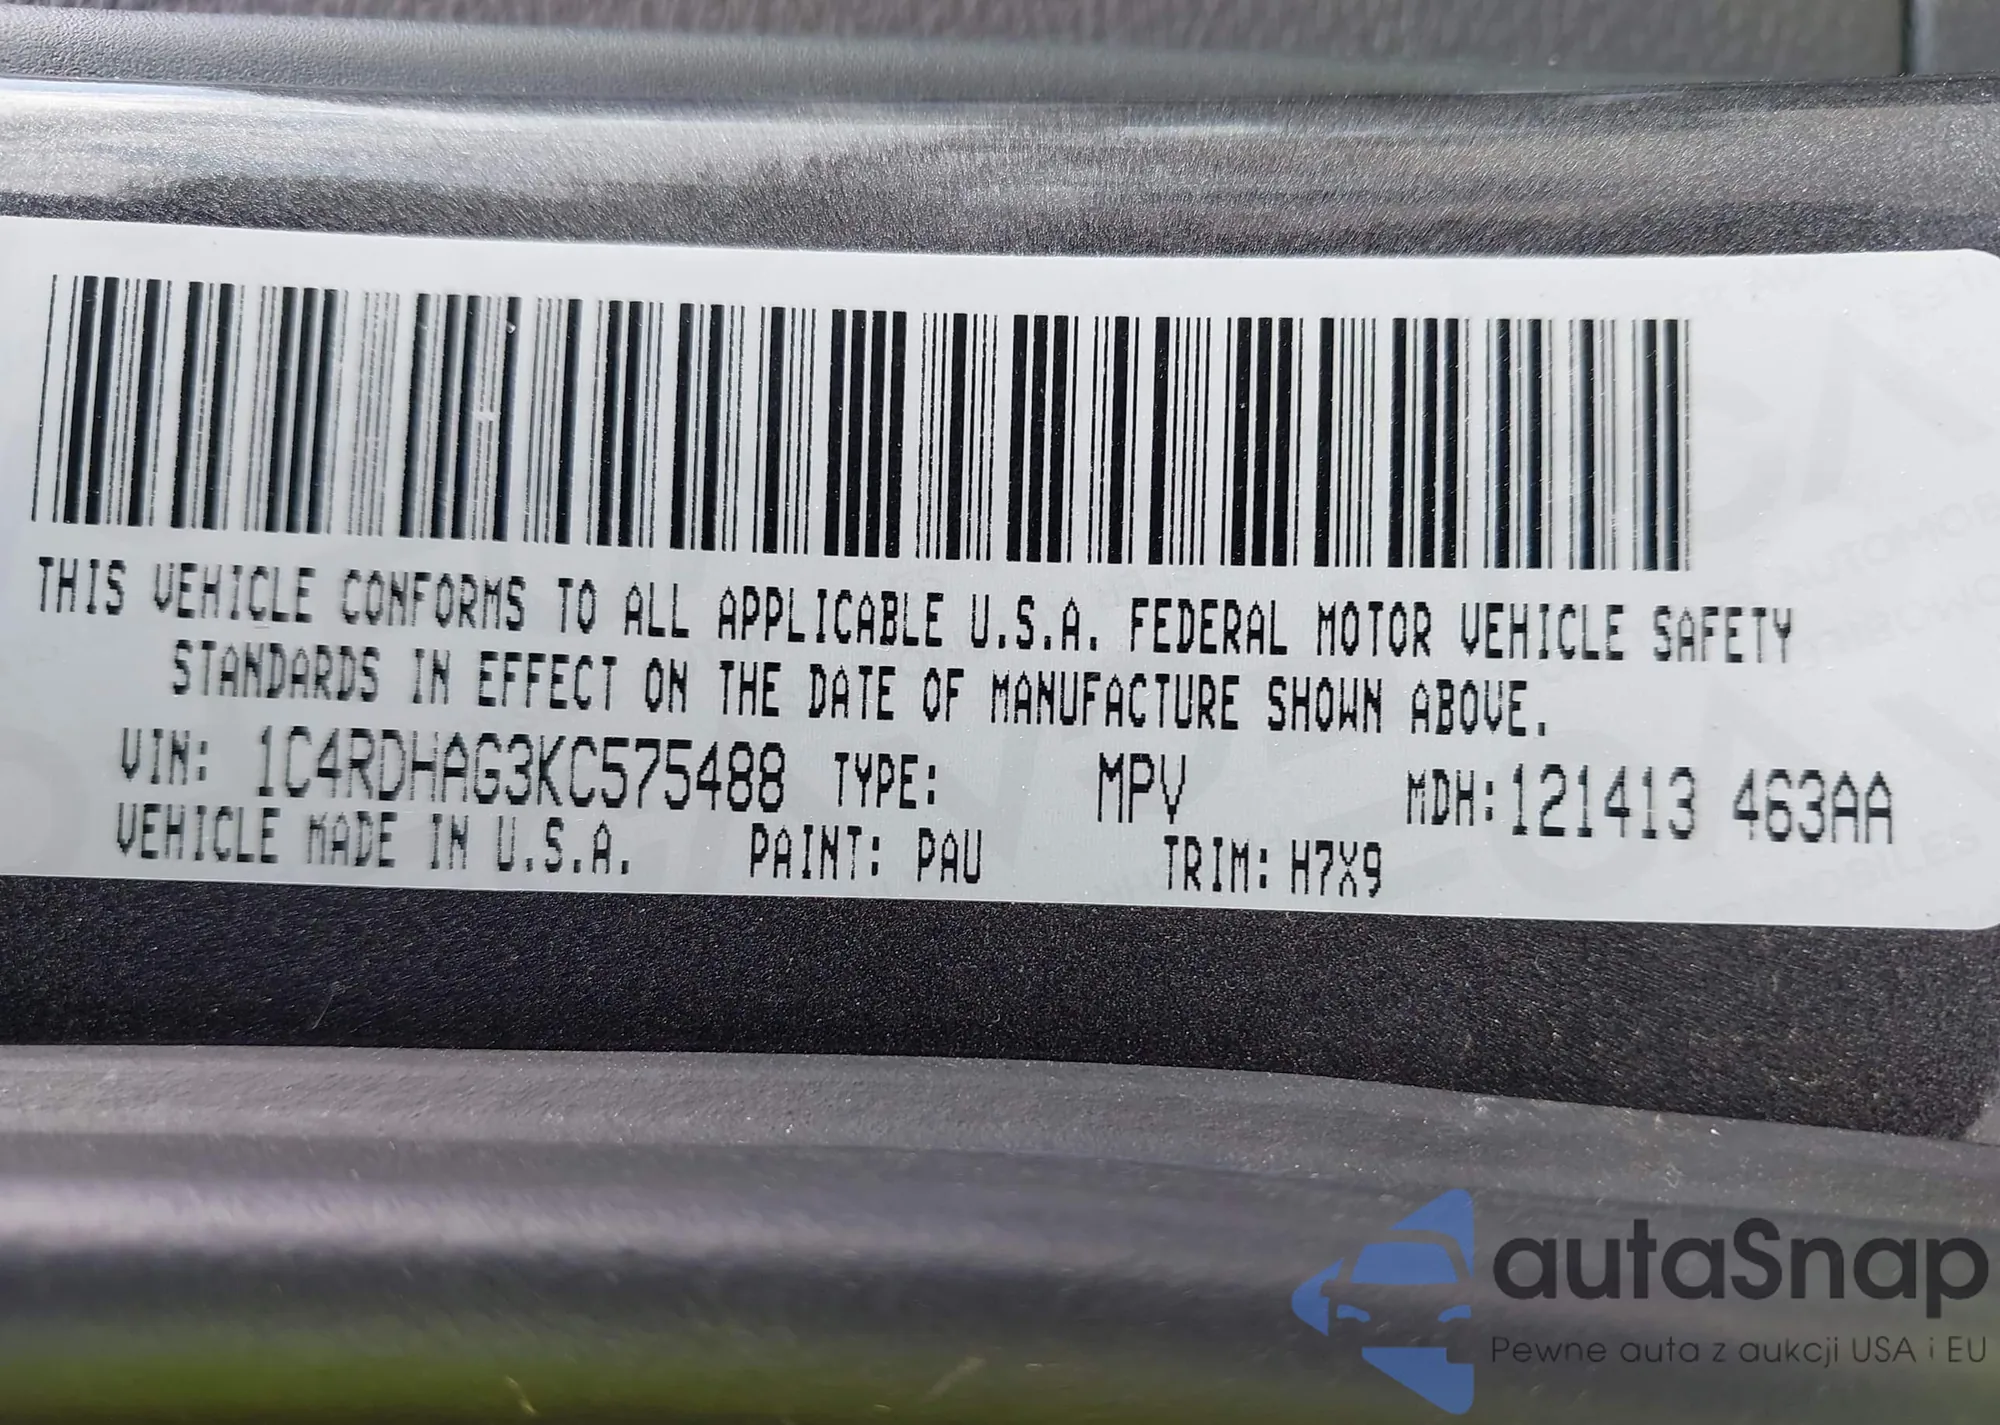 THIS VEHICLE CONFORMS TO ALL APPLICABLE U.S.A. FEDERAL MOTOR VEHICLE SAFETY
STANDARDS IN EFFECT ON THE DATE OF MANUFACTURE SHOWN ABOVE.
VIN: 1C4RDHAG3KC575488 TYPE: MPV MDH:121413 463AA
VEHICLE MADE IN U.S.A. PAINT: PAU TRIM: H7X9
autaSnap
Pewne auta z aukcji USA i EU